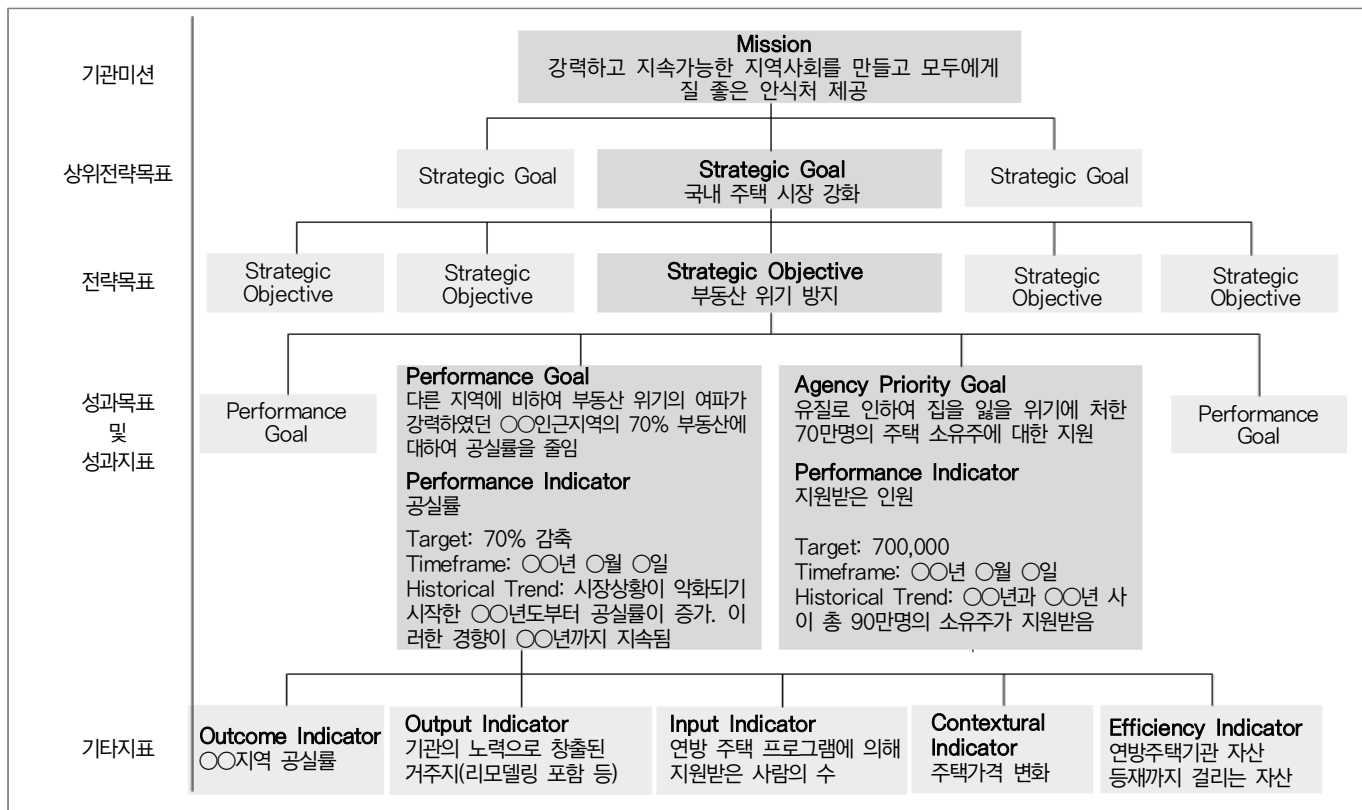 기관미션
Mission
강력하고 지속가능한 지역사회를 만들고 모두에게
질 좋은 안식처 제공
상위전략목표
Strategic Goal
Strategic Goal
국내 주택 시장 강화
Strategic Goal
전략목표
Strategic
Objective
Strategic
Objective
Strategic Objective
부동산 위기 방지
Strategic
Objective
Strategic
Objective
성과목표
및
성과지표
Performance
Goal
Performance Goal
다른 지역에 비하여 부동산 위기의 여파가
강력하였던 ○○인근지역의 70% 부동산에
대하여 공실률을 줄임
Performance Indicator
공실률
Target: 70% 감축
Timeframe: ○○년 ○월 ○일
Historical Trend: 시장상황이 악화되기
시작한 ○○년도부터 공실률이 증가. 이
러한 경향이 ○○년까지 지속됨
Agency Priority Goal
유질로 인하여 집을 잃을 위기에 처한
70만명의 주택 소유주에 대한 지원
Performance Indicator
지원받은 인원
Target: 700,000
Timeframe: ○○년 ○월 ○일
Historical Trend: ○○년과 ○○년 사
이 총 90만명의 소유주가 지원받음
Performance
Goal
기타지표
Outcome Indicator
○○지역 공실률
Output Indicator
기관의 노력으로 창출된
거주지(리모델링 포함 등)
Input Indicator
연방 주택 프로그램에 의해
지원받은 사람의 수
Contextural
Indicator
주택가격 변화
Efficiency Indicator
연방주택기관 자산
등재까지 걸리는 자산